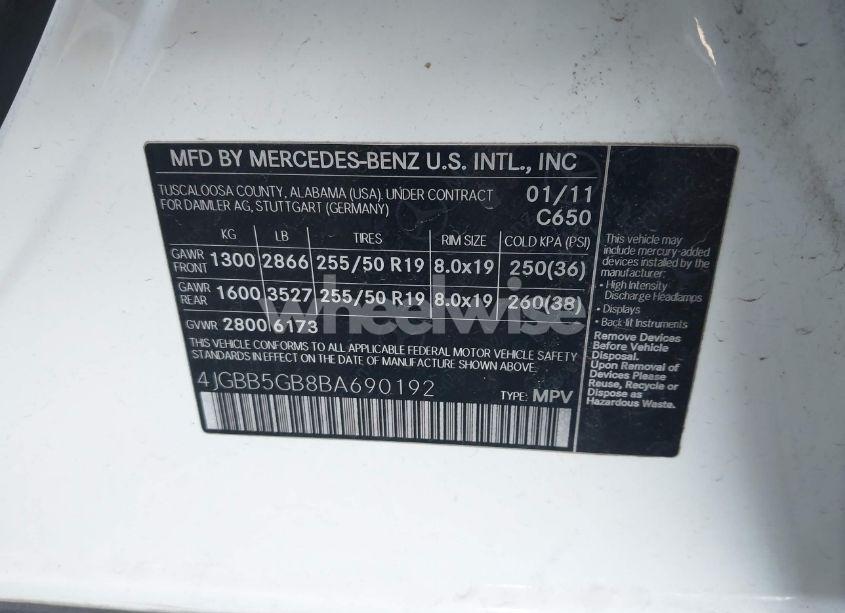 MFD BY MERCEDES-BENZ U.S. INTL., INC
TUSCALOOSA COUNTY, ALABAMA (USA), UNDER CONTRACT
FOR DAIMLER AG, STUTTGART (GERMANY)
01/11
C650
KG LB TIRES RIM SIZE COLD KPA (PSI)
GAWR FRONT 1300 2866 255/50 R19 8.0x19 250(36)
GAWR REAR 1600 3527 255/50 R19 8.0x19 260(38)
GVWR 2800 6173
THIS VEHICLE CONFORMS TO ALL APPLICABLE FEDERAL MOTOR VEHICLE SAFETY
STANDARDS IN EFFECT ON THE DATE OF MANUFACTURE SHOWN ABOVE.
4JGBB5GB8BA690192
TYPE: MPV
This vehicle may
include mercury-added
devices installed by the
manufacturer:
• High Intensity
Discharge Headlamps
• Displays
• Back-lit Instruments
Remove Devices
Before Vehicle
Disposal.
Upon Removal of
Devices Please
Reuse, Recycle or
Dispose as
Hazardous Waste.
wheelwise